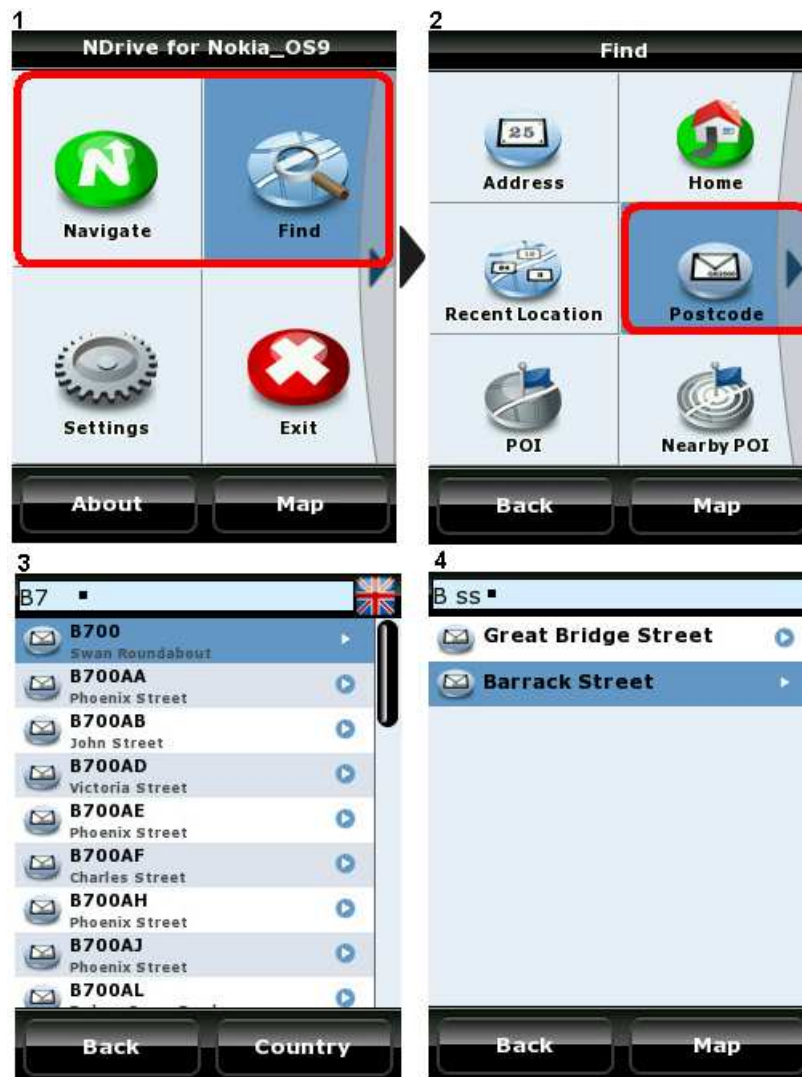 1
NDrive for Nokia_OS9
Navigate
Find
Settings
Exit
About
Map
2
Find
25
Address
Home
Recent Location
Postcode
POI
Nearby POI
Back
Map
3
B7
B700
Swan Roundabout
B700AA
Phoenix Street
B700AB
John Street
B700AD
Victoria Street
B700AE
Phoenix Street
B700AF
Charles Street
B700AH
Phoenix Street
B700AJ
Phoenix Street
B700AL
Back
Country
4
B ss
Great Bridge Street
Barrack Street
Back
Map